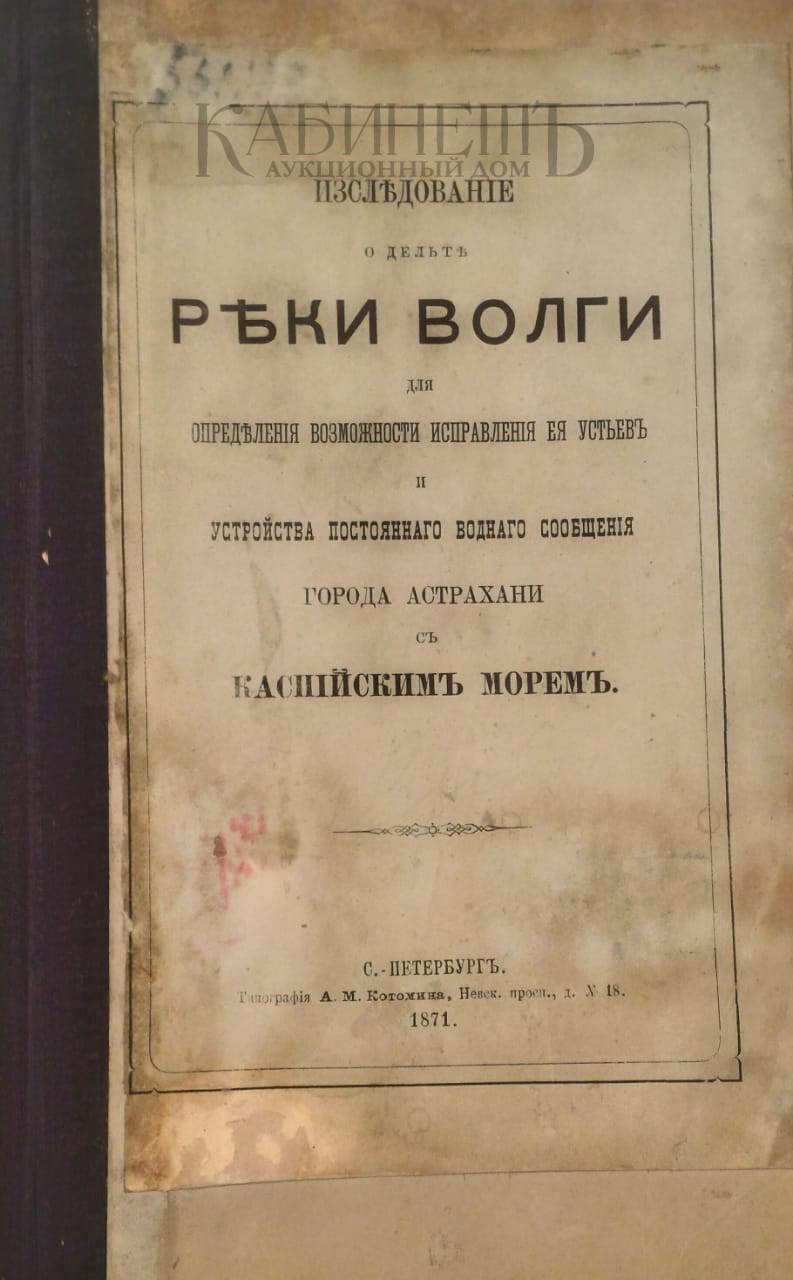 КАБИНЕТЪ
АУКЦИОННЫЙ ДОМ
ИЗСЛѢДОВАНІЕ
О ДЕЛЬТѢ
РѢКИ ВОЛГИ
ДЛЯ
ОПРЕДѢЛЕНІЯ ВОЗМОЖНОСТИ ИСПРАВЛЕНІЯ ЕЯ УСТЬЕВЪ
И
УСТРОЙСТВА ПОСТОЯННАГО ВОДНАГО СООБЩЕНІЯ
ГОРОДА АСТРАХАНИ
СЪ
КАСПІЙСКИМЪ МОРЕМЪ.
С.-ПЕТЕРБУРГЪ.
Типографія А. М. Котомина, Невск. просп., д. № 18.
1871.